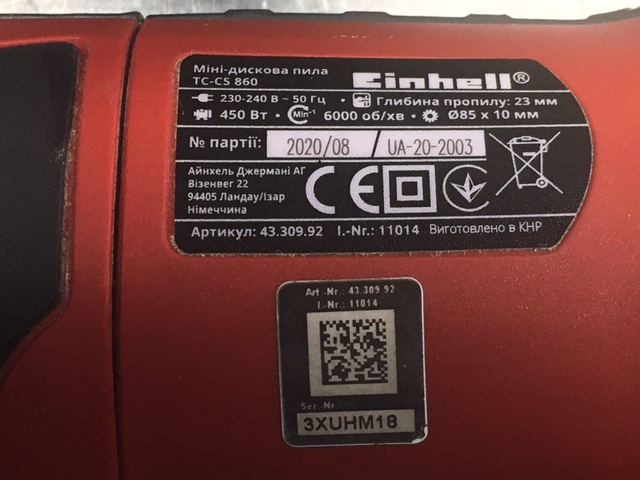 Міні-дискова пила
TC-CS 860
Einhell®
230-240 В ~ 50 Гц • Глибина пропилу: 23 мм
450 Вт • Min⁻¹ 6000 об/хв • Ø85 x 10 мм
№ партії: 2020/08 / UA-20-2003
Айнхель Джермані АГ
Візенвег 22
94405 Ландау/Ізар
Німеччина
CE
Артикул: 43.309.92 I.-Nr.: 11014 Виготовлено в КНР
Art.-Nr.: 43.309.92
I.-Nr.: 11014
Ser.-Nr.:
3XUHM18